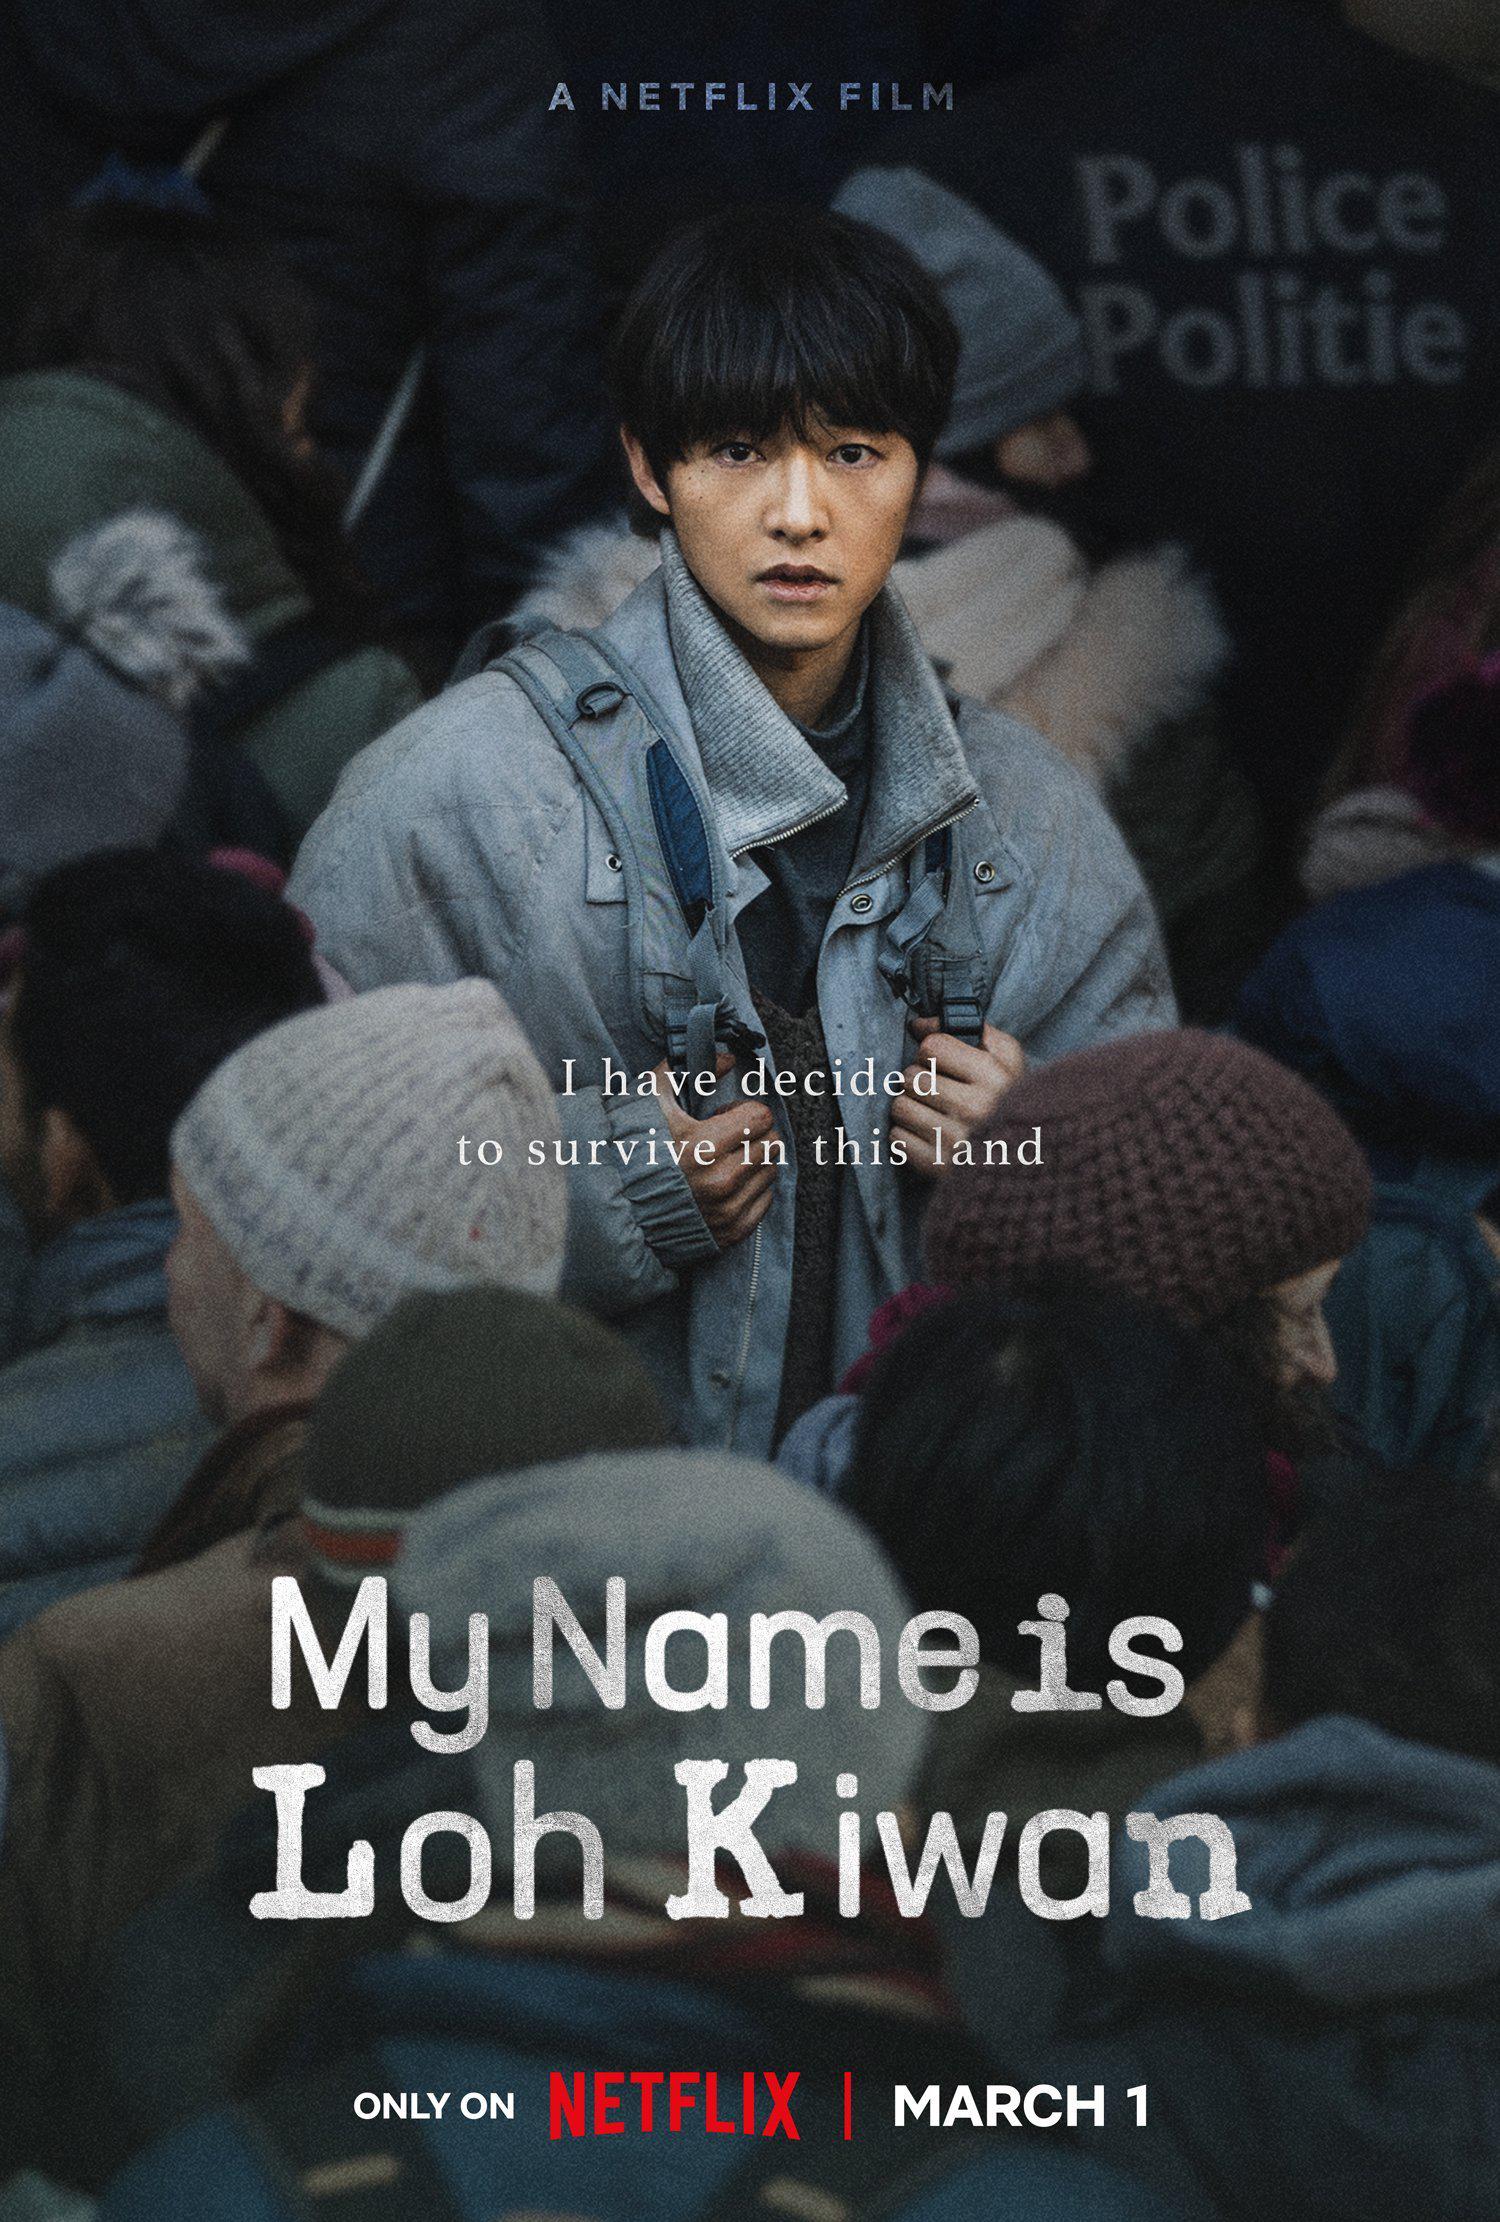 A NETFLIX FILM
Police
Politie
I have decided
to survive in this land
My Name is
Loh Kiwan
ONLY ON NETFLIX | MARCH 1